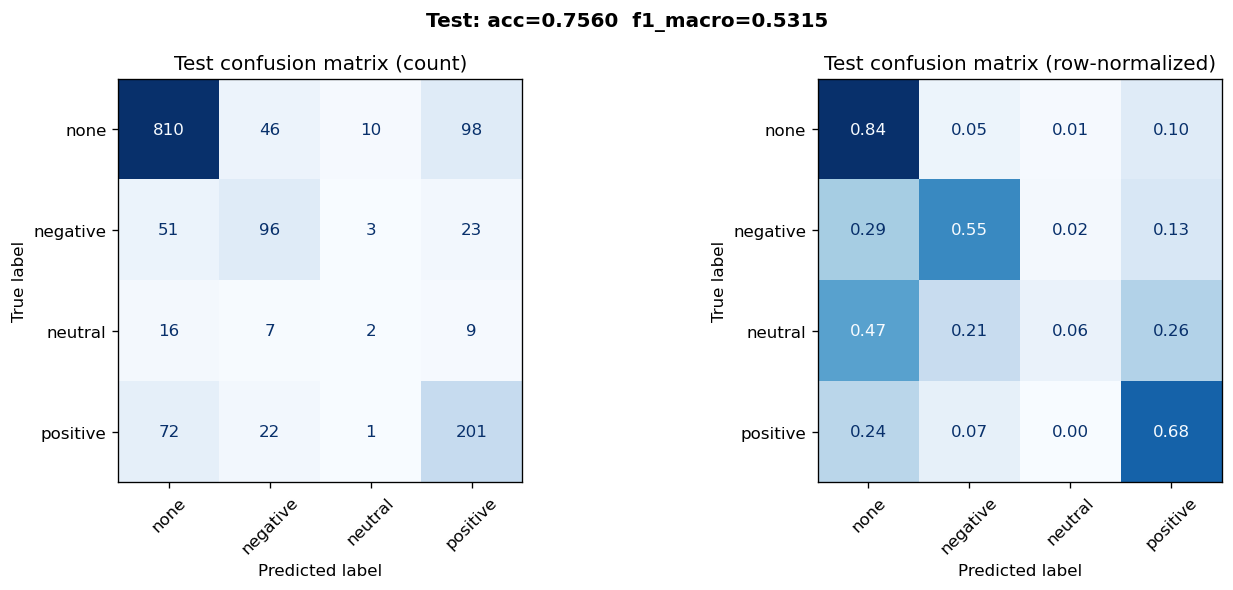 Test: acc=0.7560 f1_macro=0.5315
Test confusion matrix (count)
True label
none 810 46 10 98
negative 51 96 3 23
neutral 16 7 2 9
positive 72 22 1 201
none negative neutral positive
Predicted label
Test confusion matrix (row-normalized)
True label
none 0.84 0.05 0.01 0.10
negative 0.29 0.55 0.02 0.13
neutral 0.47 0.21 0.06 0.26
positive 0.24 0.07 0.00 0.68
none negative neutral positive
Predicted label